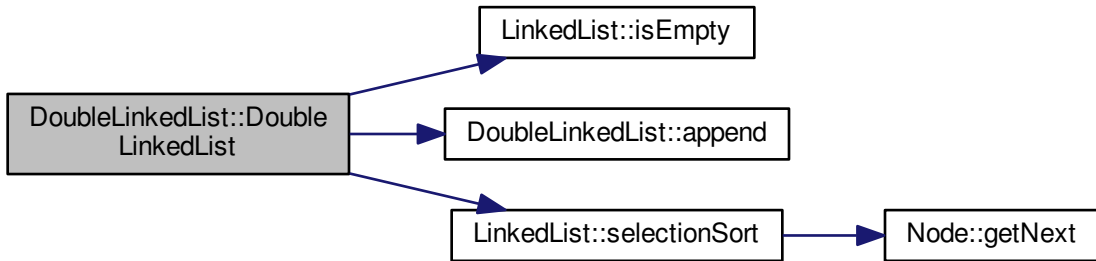 LinkedList::isEmpty
DoubleLinkedList::Double
LinkedList
DoubleLinkedList::append
LinkedList::selectionSort
Node::getNext